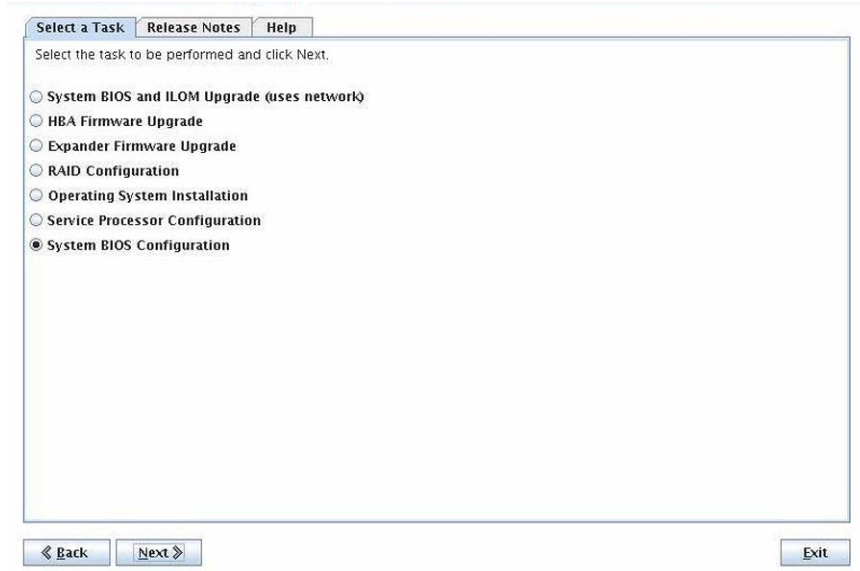 Select a Task Release Notes Help
Select the task to be performed and click Next.
System BIOS and ILOM Upgrade (uses network)
HBA Firmware Upgrade
Expander Firmware Upgrade
RAID Configuration
Operating System Installation
Service Processor Configuration
System BIOS Configuration
Back Next Exit